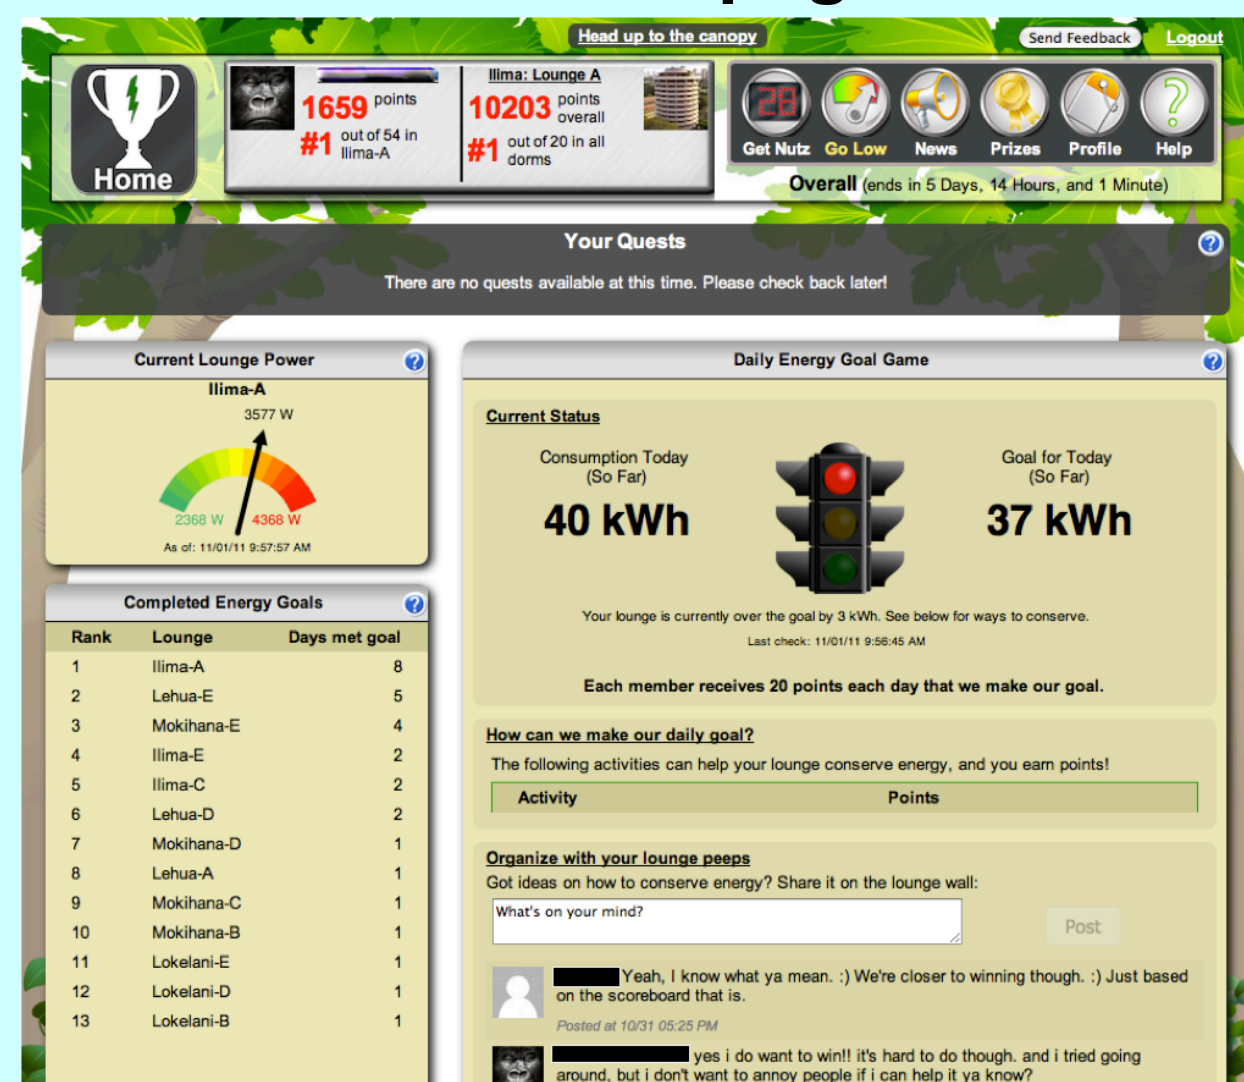 Head up to the canopy
Send Feedback
Logout
Home
1659 points
#1 out of 54 in
Ilima-A
Ilima: Lounge A
10203 points
overall
#1 out of 20 in all
dorms
28
Get Nutz
Go Low
News
Prizes
Profile
Help
Overall (ends in 5 Days, 14 Hours, and 1 Minute)
Your Quests
?
There are no quests available at this time. Please check back later!
Current Lounge Power
?
Ilima-A
3577 W
2368 W
4368 W
As of: 11/01/11 9:57:57 AM
Completed Energy Goals
?
Rank Lounge Days met goal
1 Ilima-A 8
2 Lehua-E 5
3 Mokihana-E 4
4 Ilima-E 2
5 Ilima-C 2
6 Lehua-D 2
7 Mokihana-D 1
8 Lehua-A 1
9 Mokihana-C 1
10 Mokihana-B 1
11 Lokelani-E 1
12 Lokelani-D 1
13 Lokelani-B 1
Daily Energy Goal Game
?
Current Status
Consumption Today
(So Far)
40 kWh
Goal for Today
(So Far)
37 kWh
Your lounge is currently over the goal by 3 kWh. See below for ways to conserve.
Last check: 11/01/11 9:56:45 AM
Each member receives 20 points each day that we make our goal.
How can we make our daily goal?
The following activities can help your lounge conserve energy, and you earn points!
Activity Points
Organize with your lounge peeps
Got ideas on how to conserve energy? Share it on the lounge wall:
What's on your mind?
Post
Yeah, I know what ya mean. :) We're closer to winning though. :) Just based
on the scoreboard that is.
Posted at 10/31 05:25 PM
yes i do want to win!! it's hard to do though. and i tried going
around, but i don't want to annoy people if i can help it ya know?